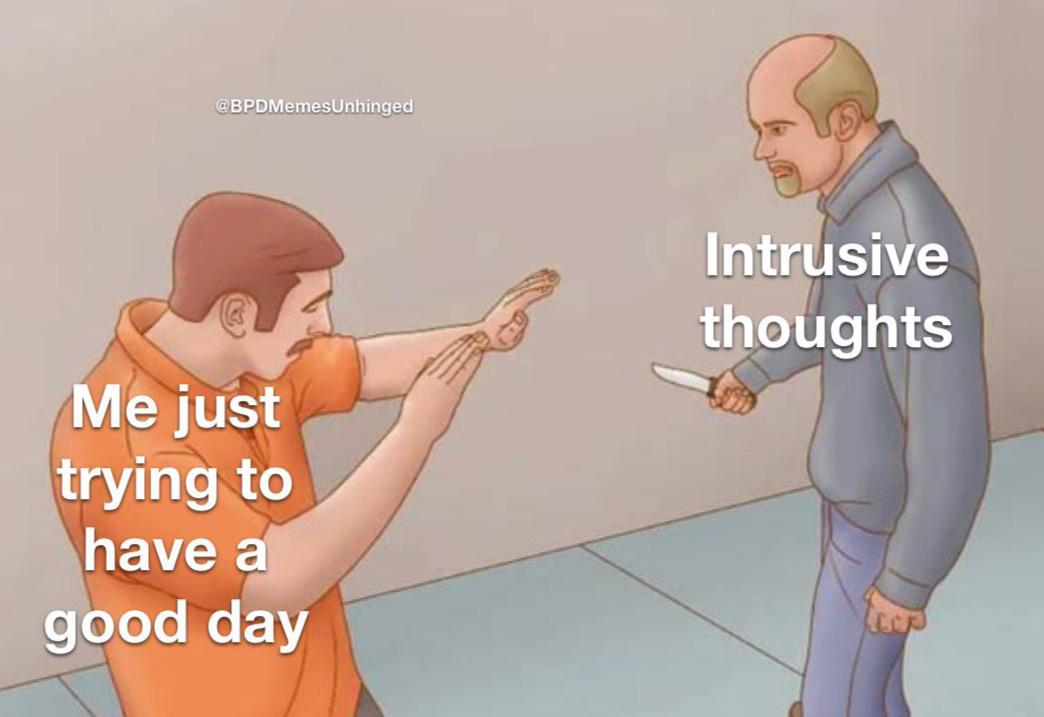 @BPDMemesUnhinged
Intrusive
thoughts
Me just
trying to
have a
good day